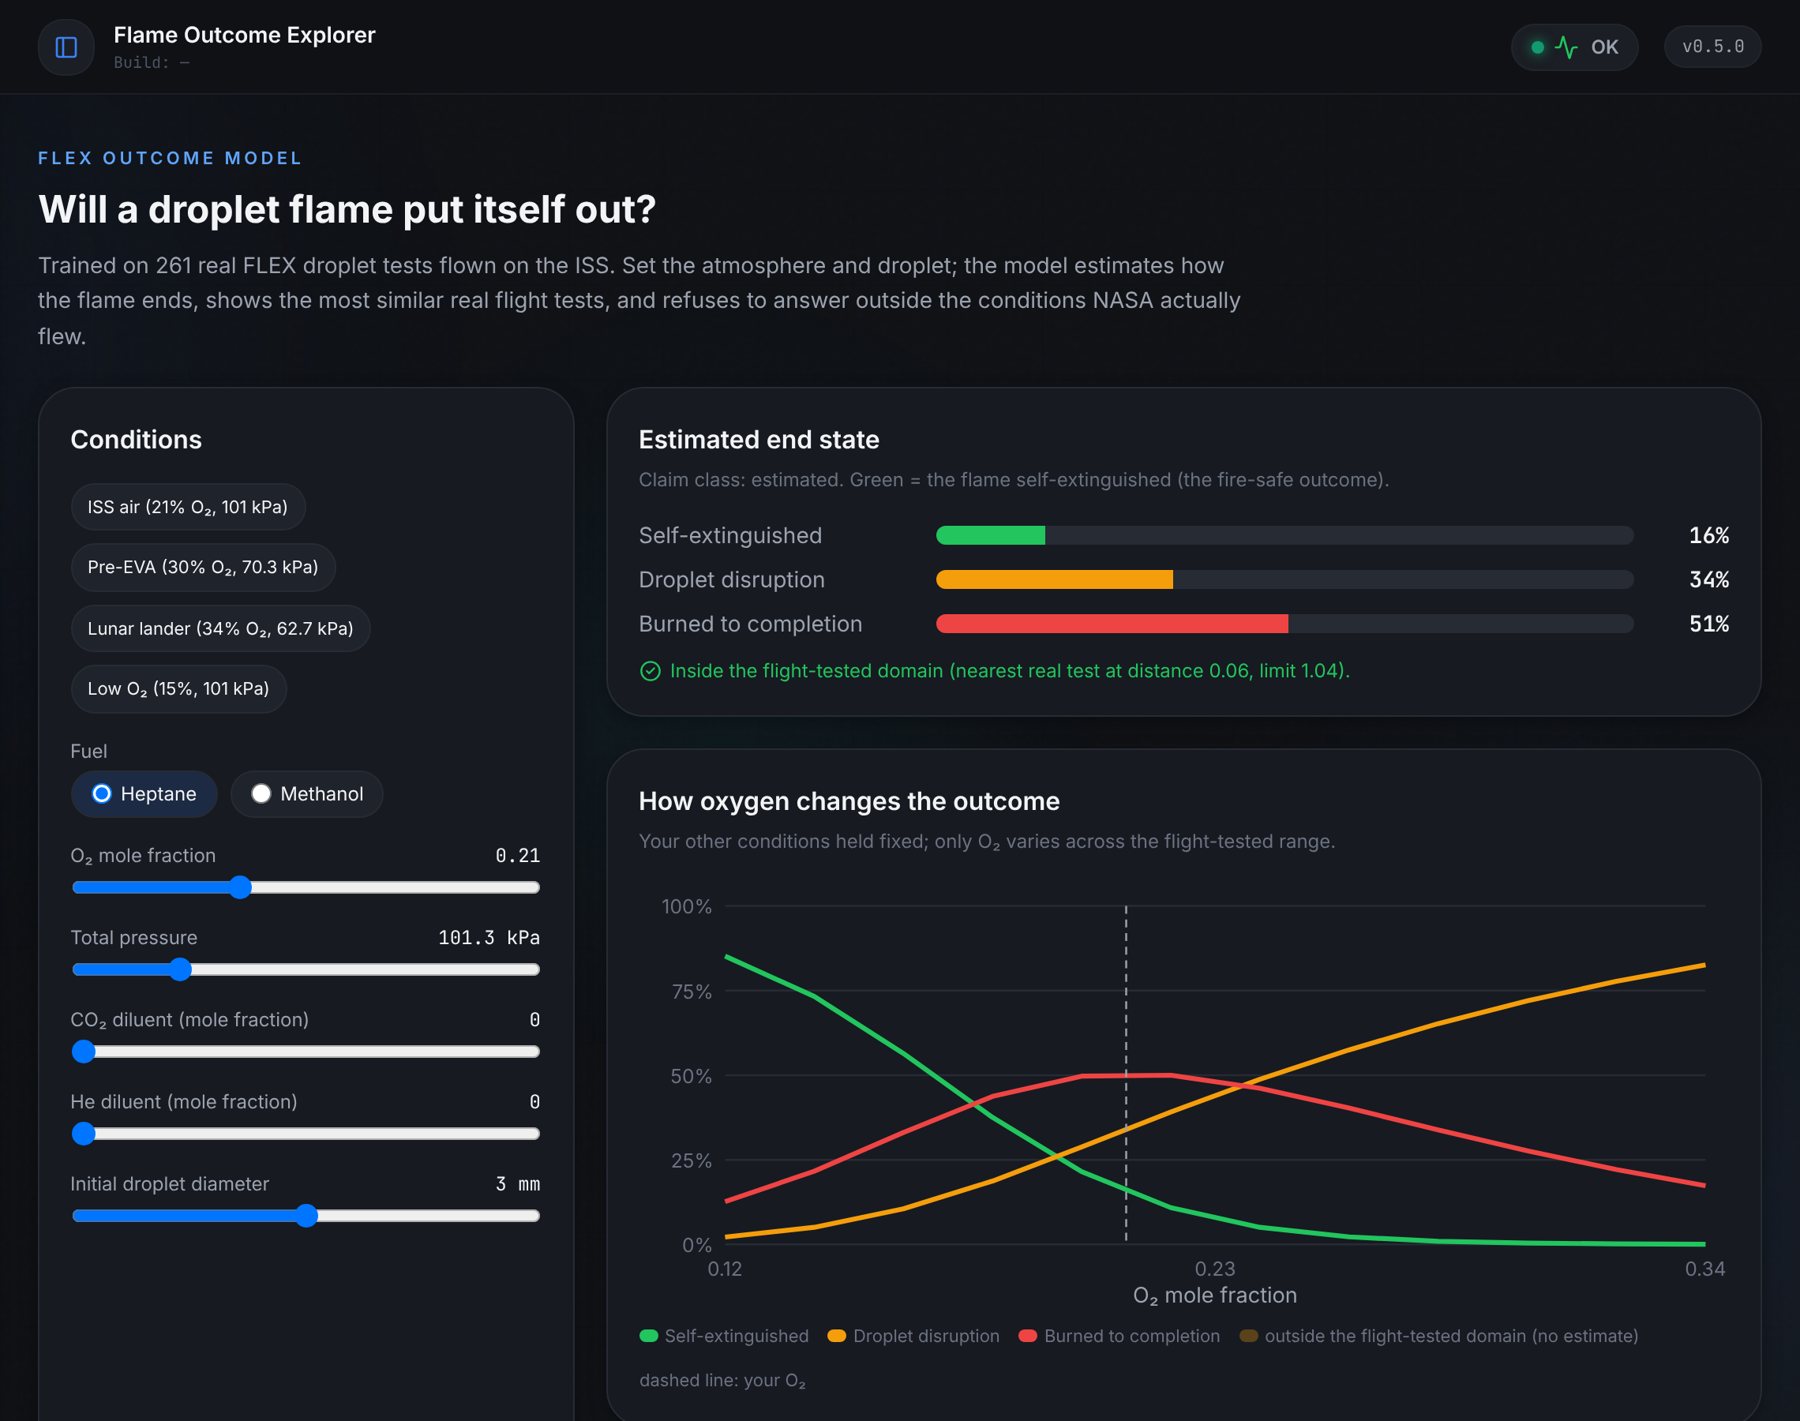 Flame Outcome Explorer
Build: —
OK
v0.5.0
FLEX OUTCOME MODEL
Will a droplet flame put itself out?
Trained on 261 real FLEX droplet tests flown on the ISS. Set the atmosphere and droplet; the model estimates how
the flame ends, shows the most similar real flight tests, and refuses to answer outside the conditions NASA actually
flew.
Conditions
ISS air (21% O₂, 101 kPa)
Pre-EVA (30% O₂, 70.3 kPa)
Lunar lander (34% O₂, 62.7 kPa)
Low O₂ (15%, 101 kPa)
Fuel
Heptane
Methanol
O₂ mole fraction 0.21
Total pressure 101.3 kPa
CO₂ diluent (mole fraction) 0
He diluent (mole fraction) 0
Initial droplet diameter 3 mm
Estimated end state
Claim class: estimated. Green = the flame self-extinguished (the fire-safe outcome).
Self-extinguished 16%
Droplet disruption 34%
Burned to completion 51%
Inside the flight-tested domain (nearest real test at distance 0.06, limit 1.04).
How oxygen changes the outcome
Your other conditions held fixed; only O₂ varies across the flight-tested range.
100%
75%
50%
25%
0%
0.12 0.23 0.34
O₂ mole fraction
Self-extinguished Droplet disruption Burned to completion outside the flight-tested domain (no estimate)
dashed line: your O₂